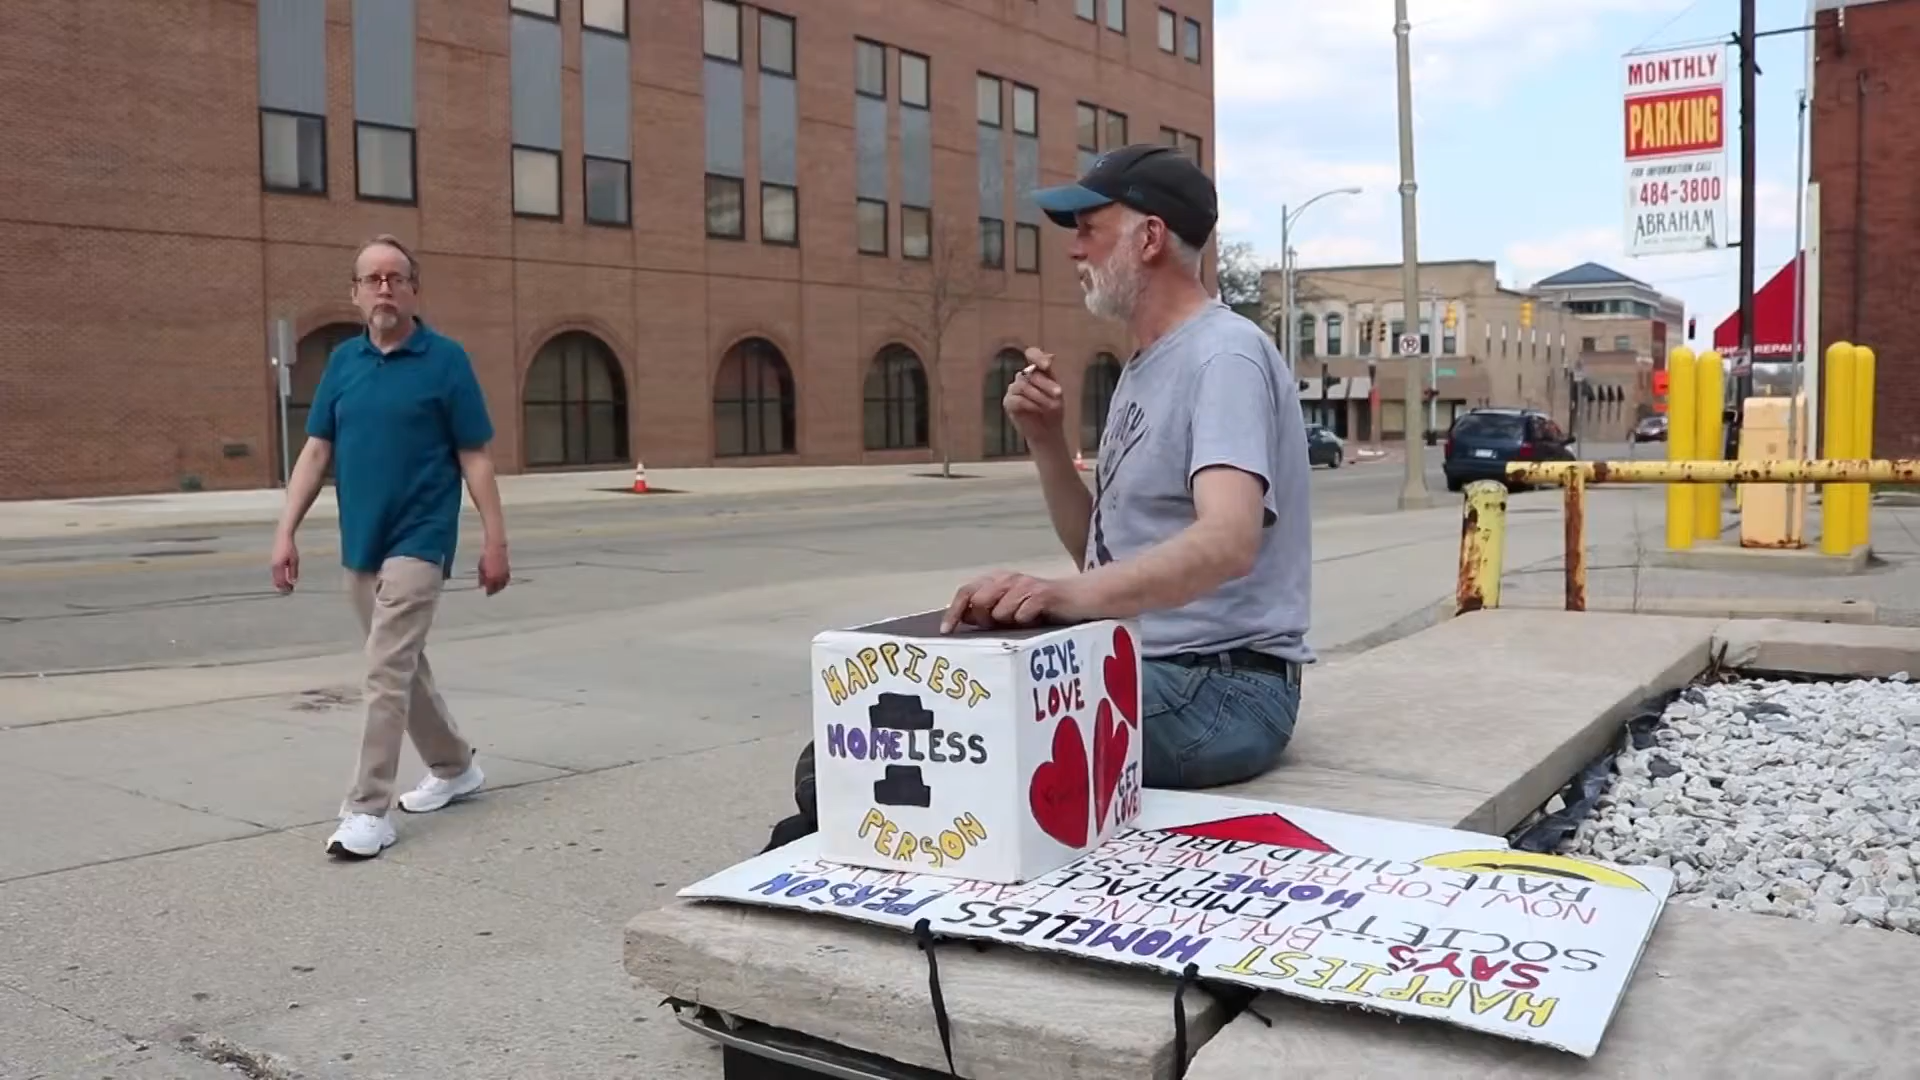 MONTHLY
PARKING
FOR INFORMATION CALL
484-3800
ABRAHAM
HAPPIEST
HOMELESS
PERSON
GIVE
LOVE
GET
LOVE
HAPPIEST HOMELESS PERSON
SAYS
SOCIETY EMBRACE HOMELESS
NOW FOR REAL NEWS
RATE CHILD ABUSE